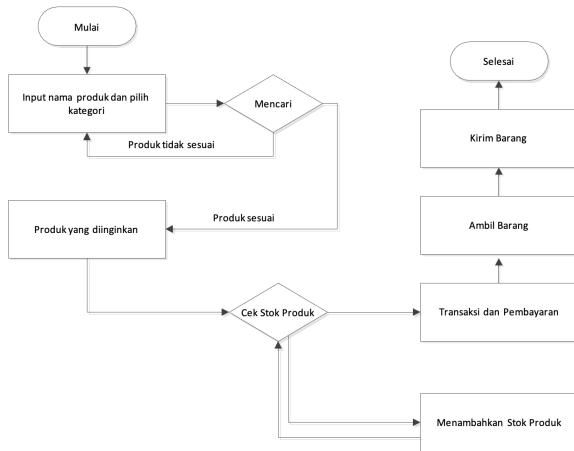 Mulai
Input nama produk dan pilih
kategori
Mencari
Produk tidak sesuai
Produk sesuai
Produk yang diinginkan
Cek Stok Produk
Transaksi dan Pembayaran
Menambahkan Stok Produk
Ambil Barang
Kirim Barang
Selesai